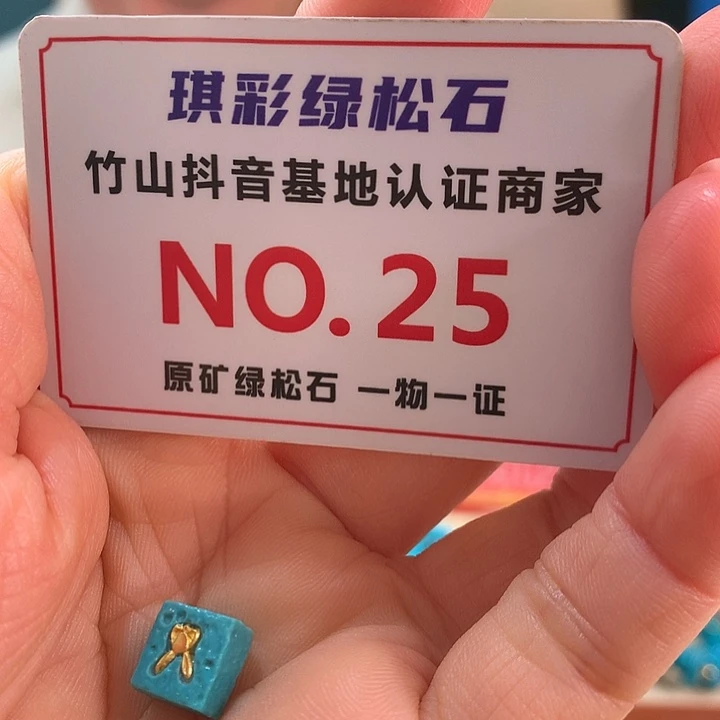 琪彩绿松石
竹山抖音基地认证商家
NO. 25
原矿绿松石 一物一证